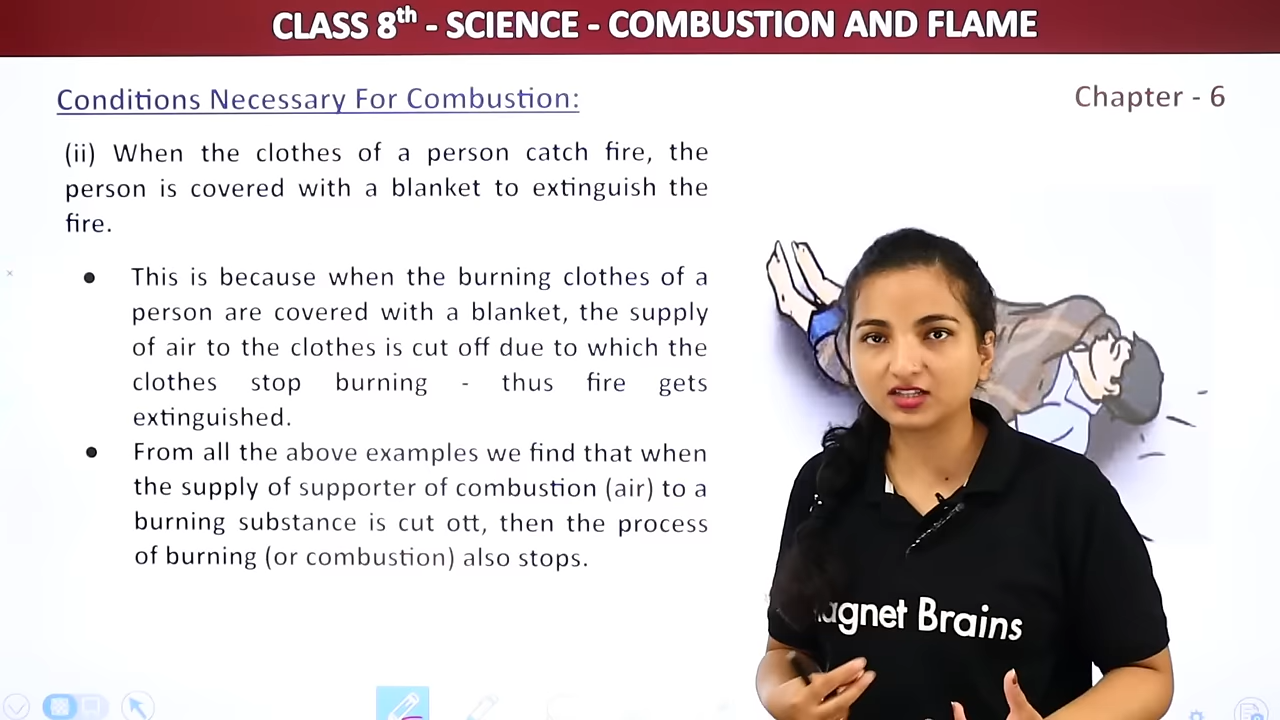 CLASS 8th - SCIENCE - COMBUSTION AND FLAME
Conditions Necessary For Combustion:
Chapter - 6
(ii) When the clothes of a person catch fire, the
person is covered with a blanket to extinguish the
fire.
● This is because when the burning clothes of a
person are covered with a blanket, the supply
of air to the clothes is cut off due to which the
clothes stop burning - thus fire gets
extinguished.
● From all the above examples we find that when
the supply of supporter of combustion (air) to a
burning substance is cut ott, then the process
of burning (or combustion) also stops.
agnet Brains